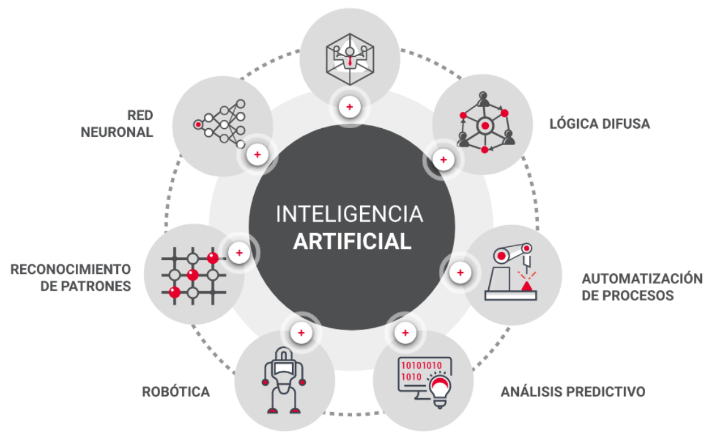 INTELIGENCIA
ARTIFICIAL
LÓGICA DIFUSA
AUTOMATIZACIÓN
DE PROCESOS
ANÁLISIS PREDICTIVO
10101010
1010
ROBÓTICA
RECONOCIMIENTO
DE PATRONES
RED
NEURONAL